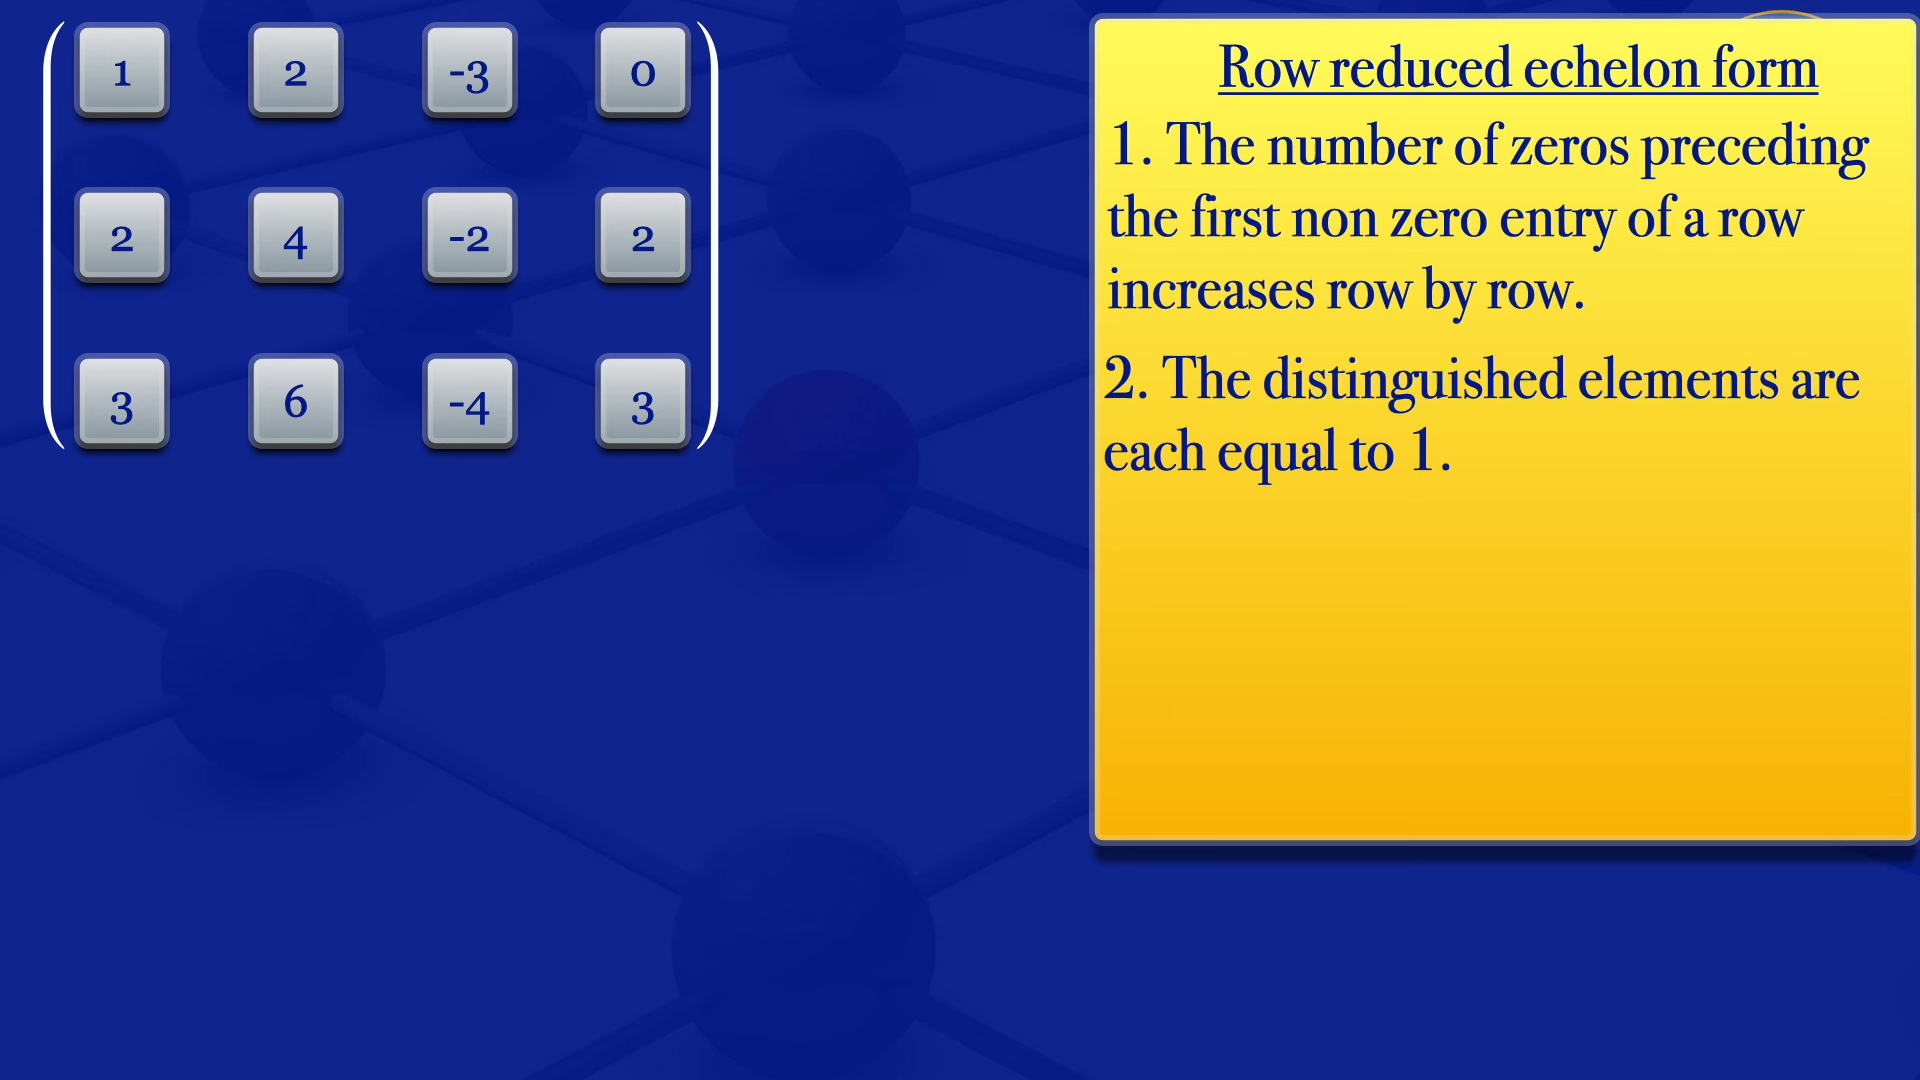 1 2 -3 0
2 4 -2 2
3 6 -4 3
Row reduced echelon form
1. The number of zeros preceding
the first non zero entry of a row
increases row by row.
2. The distinguished elements are
each equal to 1.